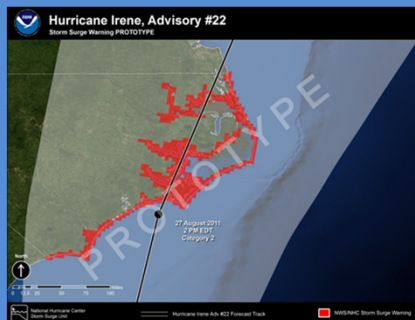 Hurricane Irene, Advisory #22
Storm Surge Warning PROTOTYPE
PROTOTYPE
27 August 2011
2 PM EDT
Category 2
North
National Hurricane Center
Storm Surge Unit
Hurricane Irene Adv #22 Forecast Track
NWS/NHC Storm Surge Warning